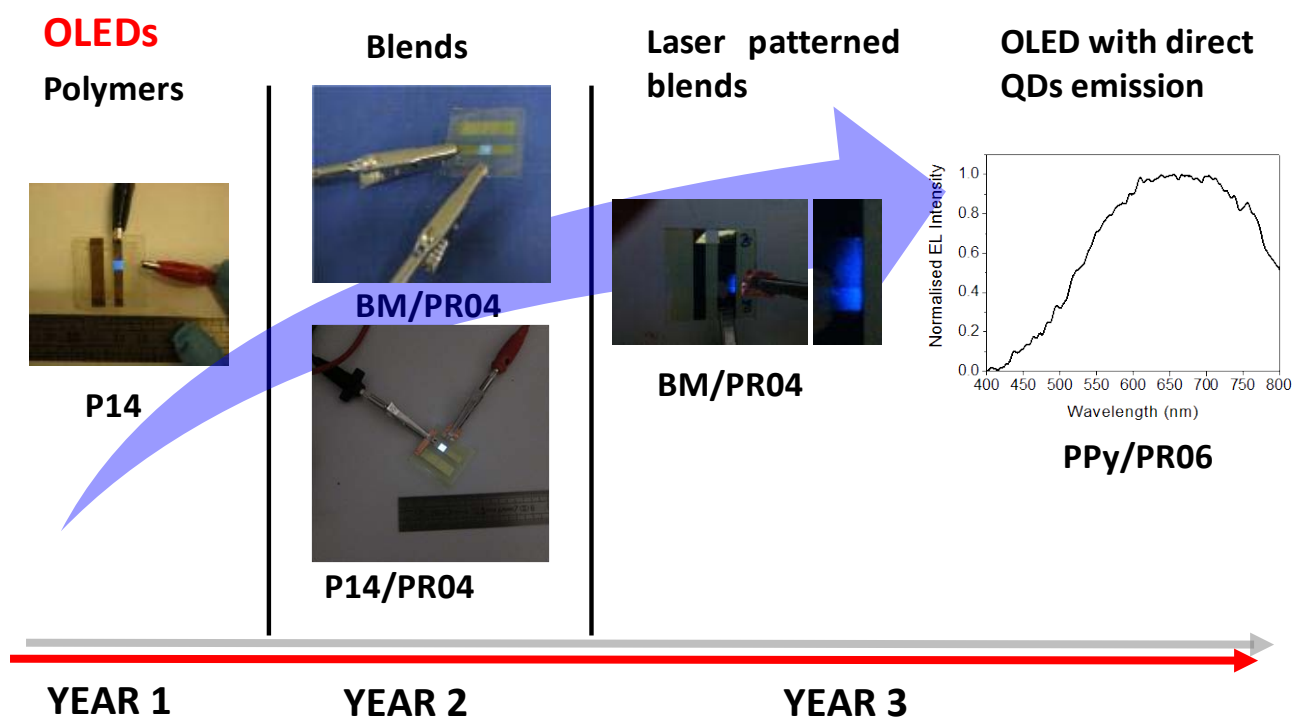 OLEDs
Polymers
Blends
Laser patterned
blends
OLED with direct
QDs emission
P14
BM/PR04
P14/PR04
BM/PR04
Normalised EL Intensity
1.0
0.8
0.6
0.4
0.2
0.0
400 450 500 550 600 650 700 750 800
Wavelength (nm)
PPy/PR06
YEAR 1
YEAR 2
YEAR 3